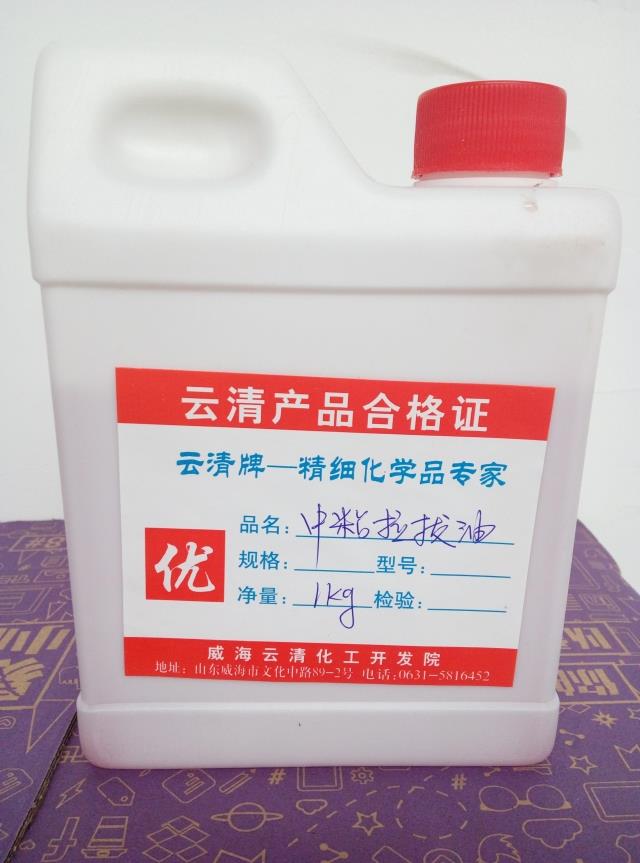 云清产品合格证
云清牌—精细化学品专家
优
品名：中粘拉拔油
规格： 型号：
净量：1kg 检验：
威海云清化工开发院
地址：山东威海市文化中路89-2号 电话：0631-5816452